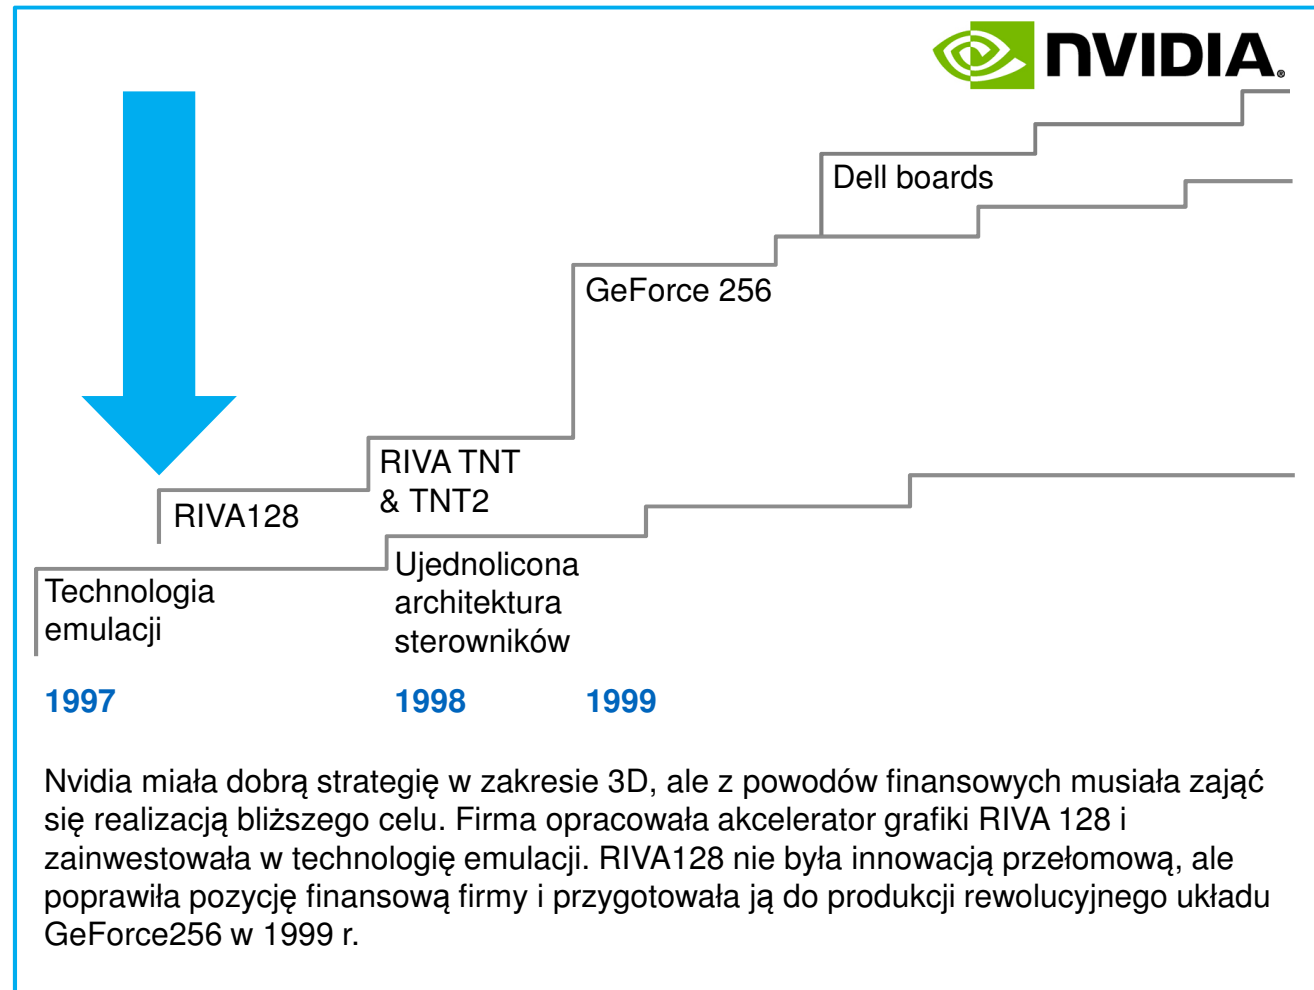 NVIDIA.
Dell boards
GeForce 256
RIVA TNT
& TNT2
RIVA128
Ujednolicona
architektura
sterowników
Technologia
emulacji
1997
1998
1999
Nvidia miała dobrą strategię w zakresie 3D, ale z powodów finansowych musiała zająć
się realizacją bliższego celu. Firma opracowała akcelerator grafiki RIVA 128 i
zainwestowała w technologię emulacji. RIVA128 nie była innowacją przełomową, ale
poprawiła pozycję finansową firmy i przygotowała ją do produkcji rewolucyjnego układu
GeForce256 w 1999 r.